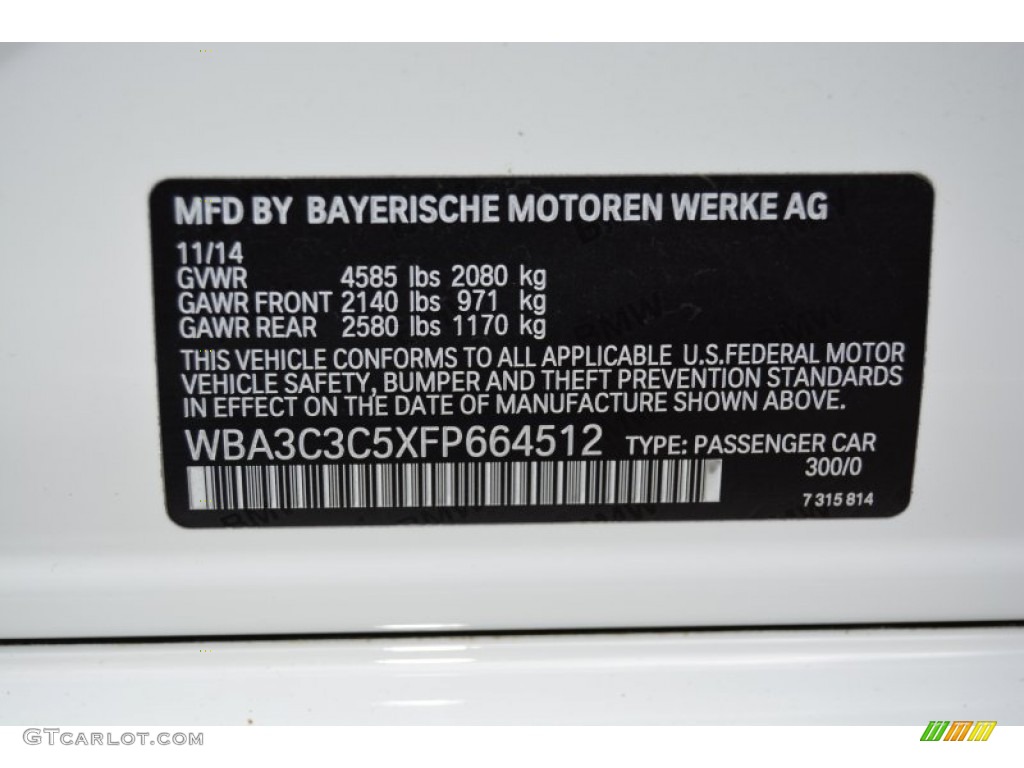 MFD BY BAYERISCHE MOTOREN WERKE AG
11/14
GVWR 4585 lbs 2080 kg
GAWR FRONT 2140 lbs 971 kg
GAWR REAR 2580 lbs 1170 kg
THIS VEHICLE CONFORMS TO ALL APPLICABLE U.S.FEDERAL MOTOR
VEHICLE SAFETY, BUMPER AND THEFT PREVENTION STANDARDS
IN EFFECT ON THE DATE OF MANUFACTURE SHOWN ABOVE.
WBA3C3C5XFP664512 TYPE: PASSENGER CAR
300/0
7 315 814
BMW BMW BMW
GTCARLOT.COM